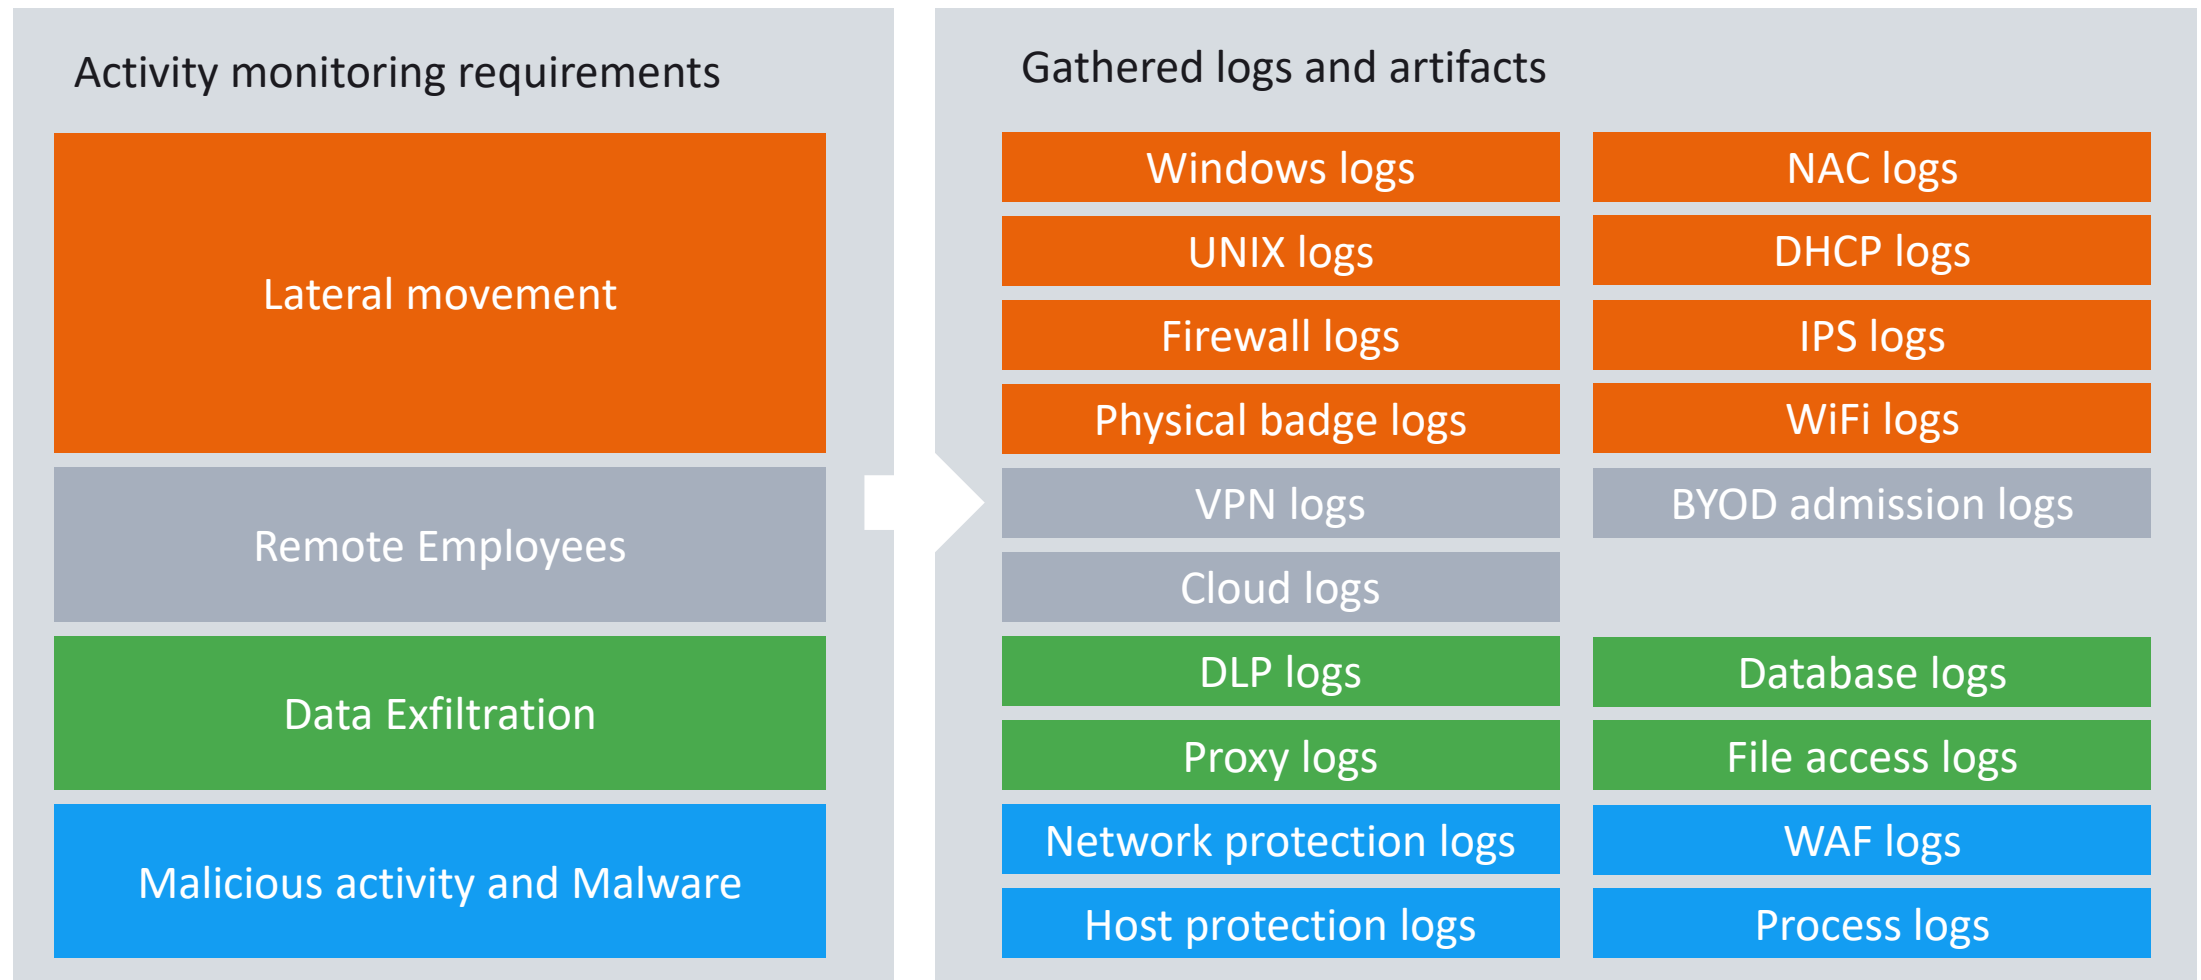 Activity monitoring requirements
Lateral movement
Remote Employees
Data Exfiltration
Malicious activity and Malware
Gathered logs and artifacts
Windows logs
NAC logs
UNIX logs
DHCP logs
Firewall logs
IPS logs
Physical badge logs
WiFi logs
VPN logs
BYOD admission logs
Cloud logs
DLP logs
Database logs
Proxy logs
File access logs
Network protection logs
WAF logs
Host protection logs
Process logs